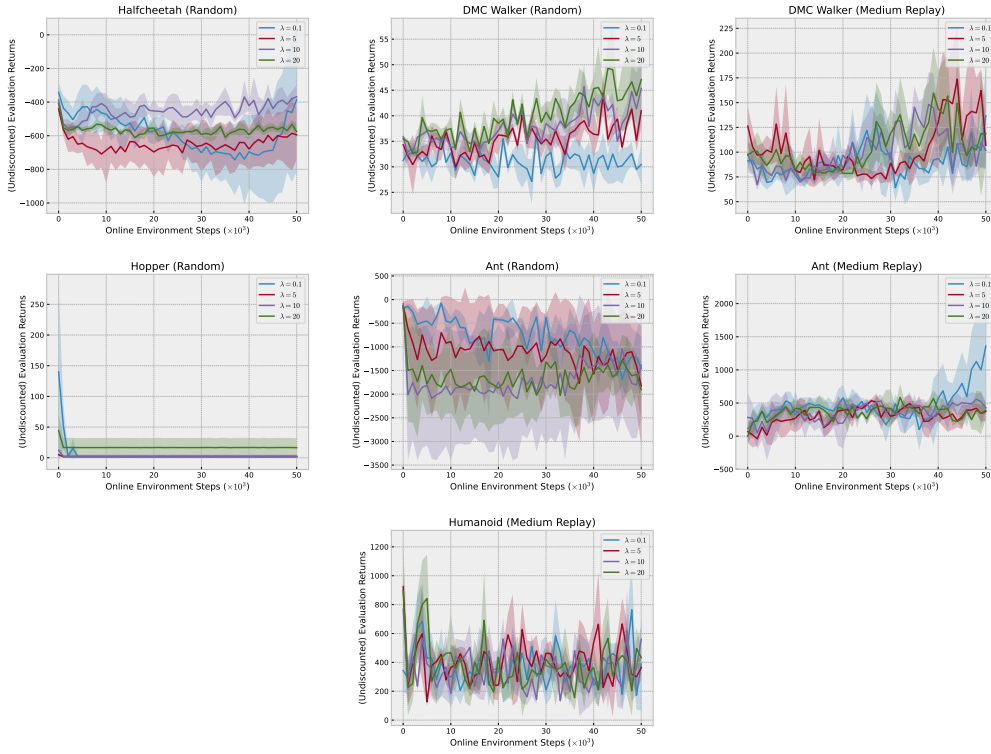 Halfcheetah (Random)
(Undiscounted) Evaluation Returns
0
−200
−400
−600
−800
−1000
0 10 20 30 40 50
Online Environment Steps (×10³)
λ = 0.1
λ = 5
λ = 10
λ = 20
DMC Walker (Random)
(Undiscounted) Evaluation Returns
55
50
45
40
35
30
25
0 10 20 30 40 50
Online Environment Steps (×10³)
λ = 0.1
λ = 5
λ = 10
λ = 20
DMC Walker (Medium Replay)
(Undiscounted) Evaluation Returns
225
200
175
150
125
100
75
50
0 10 20 30 40 50
Online Environment Steps (×10³)
λ = 0.1
λ = 5
λ = 10
λ = 20
Hopper (Random)
(Undiscounted) Evaluation Returns
250
200
150
100
50
0
0 10 20 30 40 50
Online Environment Steps (×10³)
λ = 0.1
λ = 5
λ = 10
λ = 20
Ant (Random)
(Undiscounted) Evaluation Returns
500
0
−500
−1000
−1500
−2000
−2500
−3000
−3500
0 10 20 30 40 50
Online Environment Steps (×10³)
λ = 0.1
λ = 5
λ = 10
λ = 20
Ant (Medium Replay)
(Undiscounted) Evaluation Returns
2000
1500
1000
500
0
−500
0 10 20 30 40 50
Online Environment Steps (×10³)
λ = 0.1
λ = 5
λ = 10
λ = 20
Humanoid (Medium Replay)
(Undiscounted) Evaluation Returns
1200
1000
800
600
400
200
0
0 10 20 30 40 50
Online Environment Steps (×10³)
λ = 0.1
λ = 5
λ = 10
λ = 20